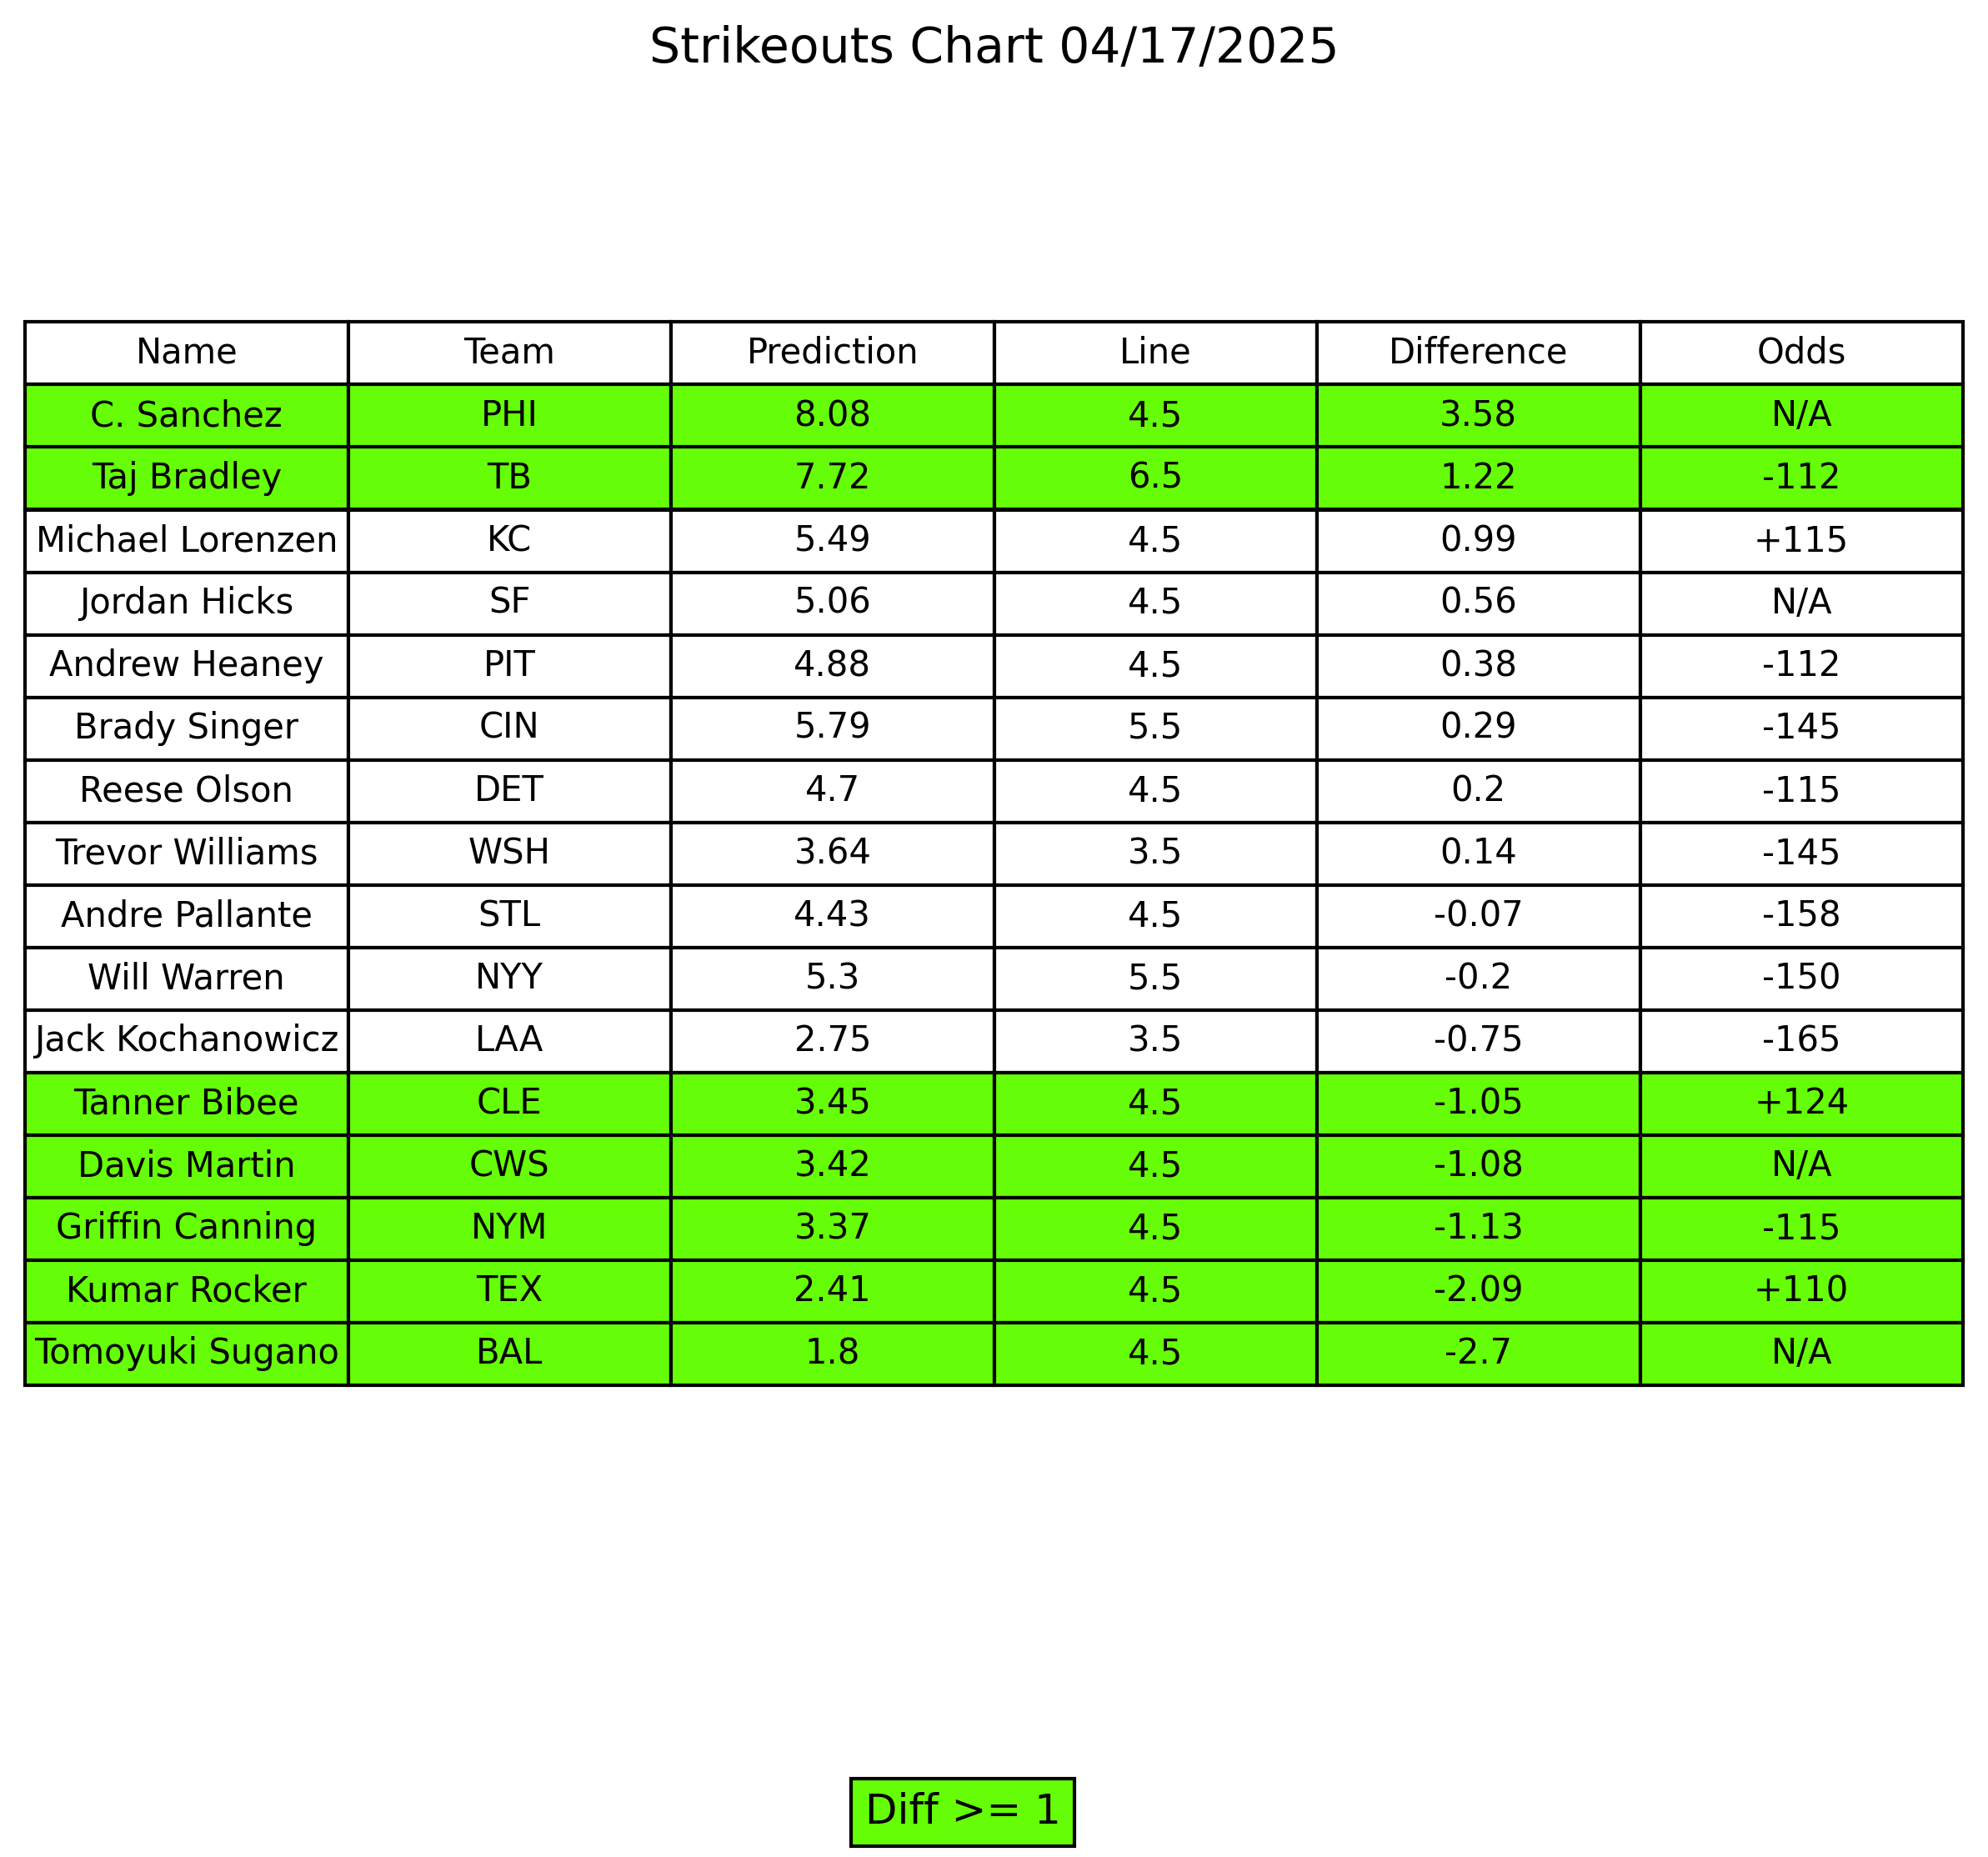 Strikeouts Chart 04/17/2025
Name Team Prediction Line Difference Odds
C. Sanchez PHI 8.08 4.5 3.58 N/A
Taj Bradley TB 7.72 6.5 1.22 -112
Michael Lorenzen KC 5.49 4.5 0.99 +115
Jordan Hicks SF 5.06 4.5 0.56 N/A
Andrew Heaney PIT 4.88 4.5 0.38 -112
Brady Singer CIN 5.79 5.5 0.29 -145
Reese Olson DET 4.7 4.5 0.2 -115
Trevor Williams WSH 3.64 3.5 0.14 -145
Andre Pallante STL 4.43 4.5 -0.07 -158
Will Warren NYY 5.3 5.5 -0.2 -150
Jack Kochanowicz LAA 2.75 3.5 -0.75 -165
Tanner Bibee CLE 3.45 4.5 -1.05 +124
Davis Martin CWS 3.42 4.5 -1.08 N/A
Griffin Canning NYM 3.37 4.5 -1.13 -115
Kumar Rocker TEX 2.41 4.5 -2.09 +110
Tomoyuki Sugano BAL 1.8 4.5 -2.7 N/A
Diff >= 1